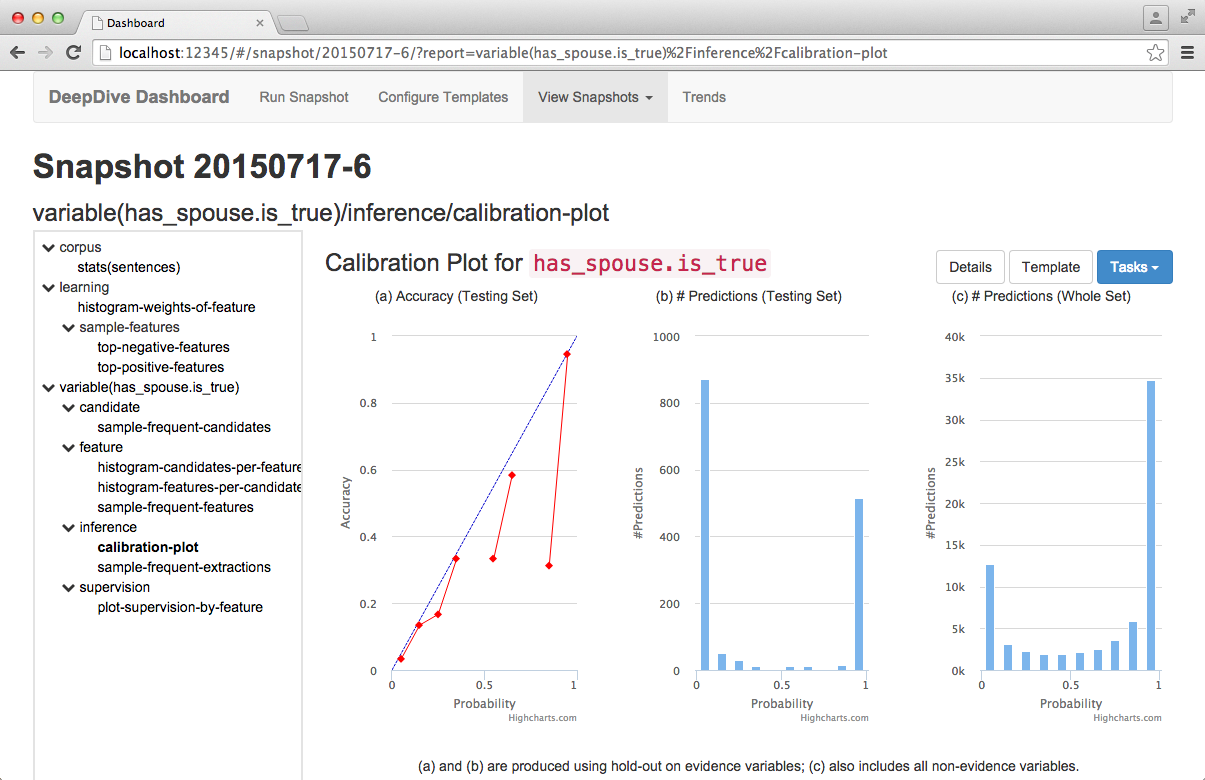 Dashboard
localhost:12345/#/snapshot/20150717-6/?report=variable(has_spouse.is_true)%2Finference%2Fcalibration-plot
DeepDive Dashboard Run Snapshot Configure Templates View Snapshots Trends
Snapshot 20150717-6
variable(has_spouse.is_true)/inference/calibration-plot
corpus
stats(sentences)
learning
histogram-weights-of-feature
sample-features
top-negative-features
top-positive-features
variable(has_spouse.is_true)
candidate
sample-frequent-candidates
feature
histogram-candidates-per-feature
histogram-features-per-candidate
sample-frequent-features
inference
calibration-plot
sample-frequent-extractions
supervision
plot-supervision-by-feature
Calibration Plot for has_spouse.is_true
Details Template Tasks
(a) Accuracy (Testing Set)
1
0.8
0.6
0.4
0.2
0
Accuracy
0 0.5 1
Probability
Highcharts.com
(b) # Predictions (Testing Set)
1000
800
600
400
200
0
#Predictions
0 0.5 1
Probability
Highcharts.com
(c) # Predictions (Whole Set)
40k
35k
30k
25k
20k
15k
10k
5k
0k
#Predictions
0 0.5 1
Probability
Highcharts.com
(a) and (b) are produced using hold-out on evidence variables; (c) also includes all non-evidence variables.